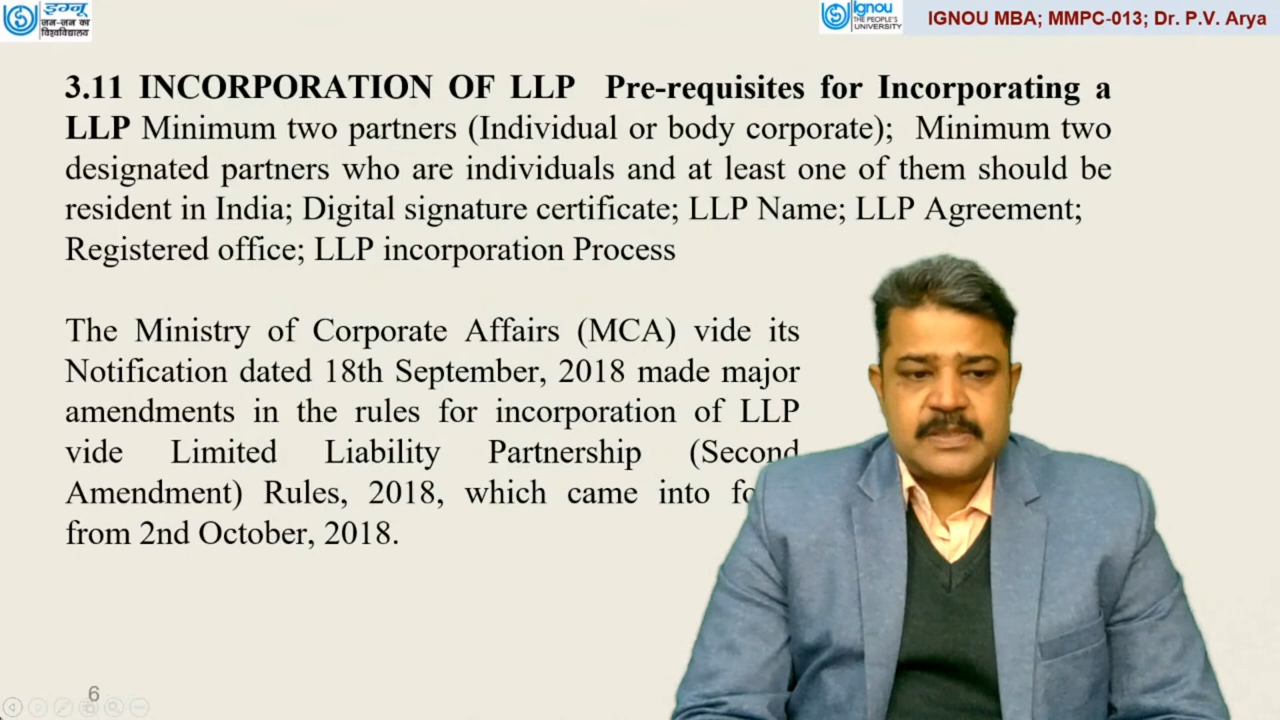 इग्नू
जन-जन का
विश्वविद्यालय
ignou
THE PEOPLE'S
UNIVERSITY
IGNOU MBA; MMPC-013; Dr. P.V. Arya
3.11 INCORPORATION OF LLP Pre-requisites for Incorporating a
LLP Minimum two partners (Individual or body corporate); Minimum two
designated partners who are individuals and at least one of them should be
resident in India; Digital signature certificate; LLP Name; LLP Agreement;
Registered office; LLP incorporation Process
The Ministry of Corporate Affairs (MCA) vide its
Notification dated 18th September, 2018 made major
amendments in the rules for incorporation of LLP
vide Limited Liability Partnership (Second
Amendment) Rules, 2018, which came into
from 2nd October, 2018.
6